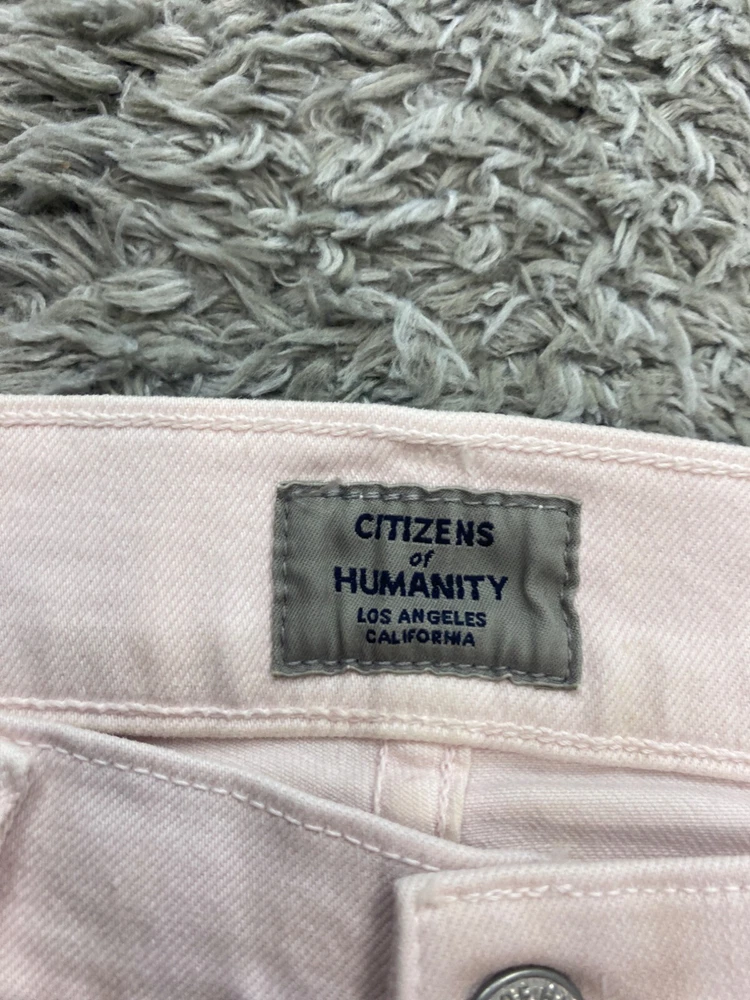 CITIZENS
of
HUMANITY
LOS ANGELES
CALIFORNIA